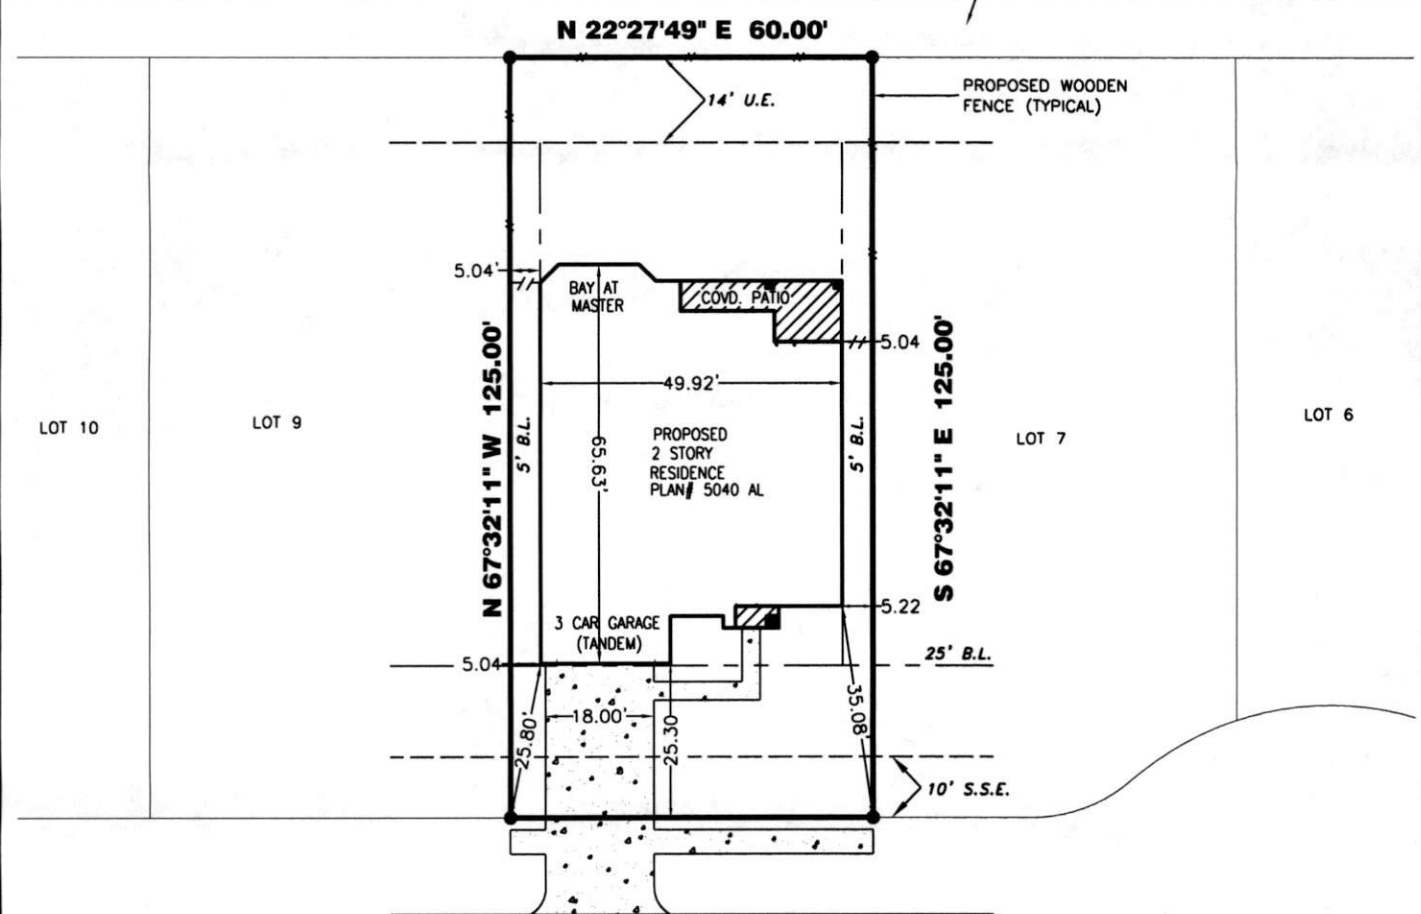 N 22°27'49" E 60.00'
14' U.E.
PROPOSED WOODEN
FENCE (TYPICAL)
5.04'
BAY AT
MASTER
COVD. PATIO
5.04
49.92'
N 67°32'11" W 125.00'
5' B.L.
65.63'
PROPOSED
2 STORY
RESIDENCE
PLAN# 5040 AL
5' B.L.
S 67°32'11" E 125.00'
LOT 10
LOT 9
LOT 7
LOT 6
5.22
3 CAR GARAGE
(TANDEM)
5.04
25' B.L.
25.80'
18.00'
25.30
35.08'
10' S.S.E.